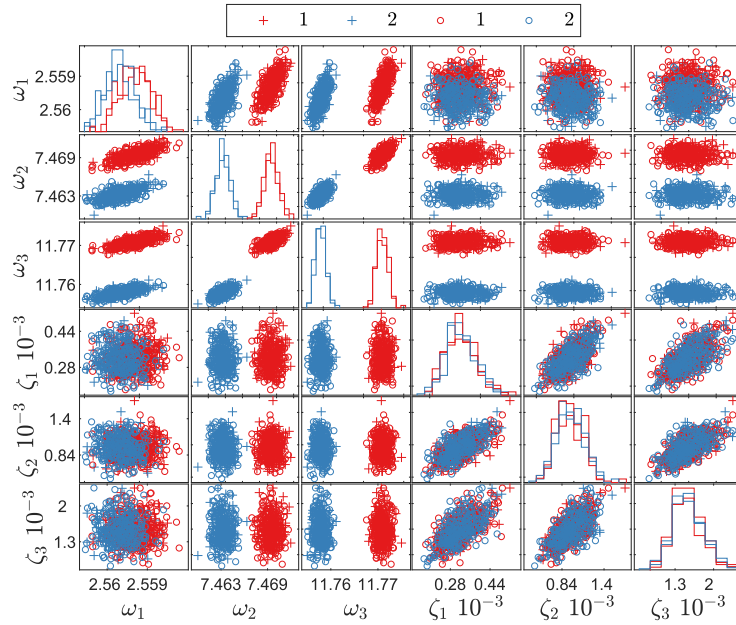 + 1 + 2 ○ 1 ○ 2
ω₁
2.559
2.56
ω₂
7.469
7.463
ω₃
11.77
11.76
ζ₁ 10⁻³
0.44
0.28
ζ₂ 10⁻³
1.4
0.84
ζ₃ 10⁻³
2
1.3
2.56 2.559 7.463 7.469 11.76 11.77 0.28 0.44 0.84 1.4 1.3 2
ω₁ ω₂ ω₃ ζ₁ 10⁻³ ζ₂ 10⁻³ ζ₃ 10⁻³